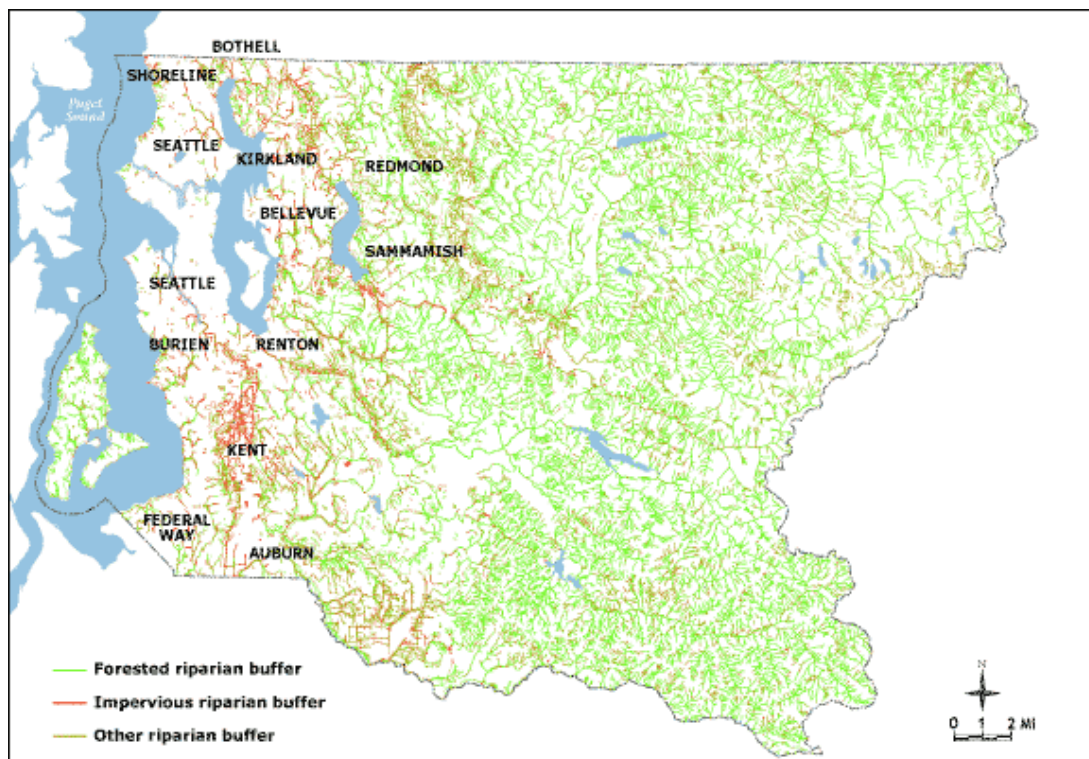 BOTHELL
SHORELINE
Puget
Sound
SEATTLE
KIRKLAND
REDMOND
BELLEVUE
SAMMAMISH
SEATTLE
BURIEN
RENTON
KENT
FEDERAL
WAY
AUBURN
Forested riparian buffer
Impervious riparian buffer
Other riparian buffer
N
0 1 2 Mi